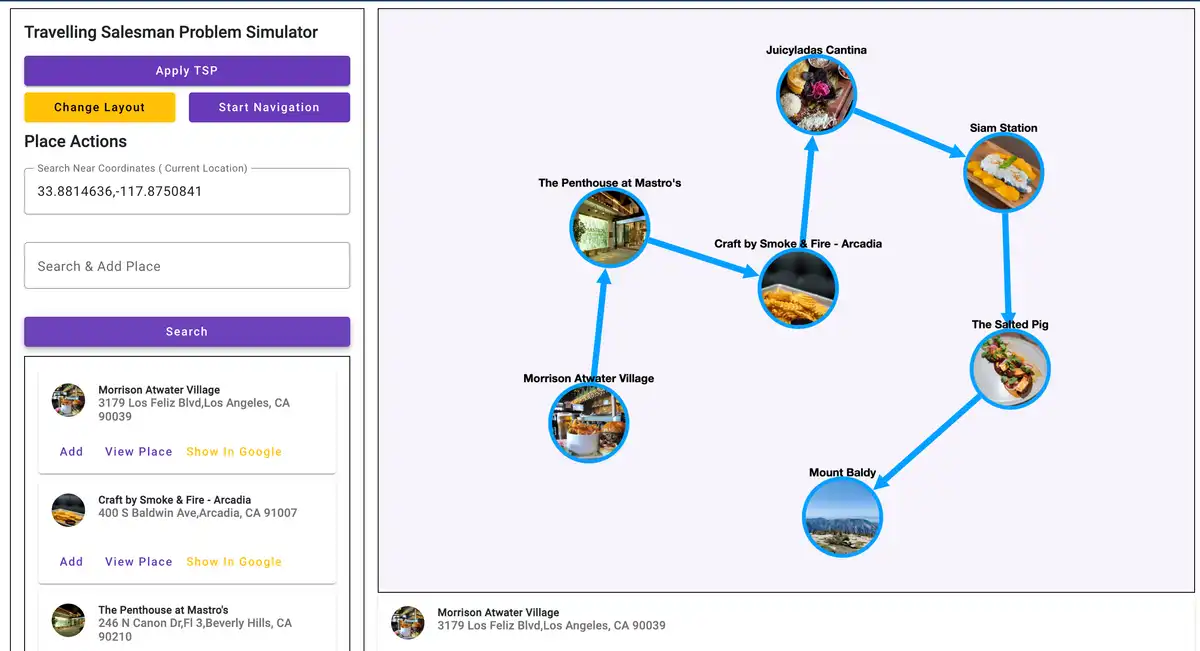 Travelling Salesman Problem Simulator
Apply TSP
Change Layout
Start Navigation
Place Actions
Search Near Coordinates ( Current Location)
33.8814636,-117.8750841
Search & Add Place
Search
Morrison Atwater Village
3179 Los Feliz Blvd,Los Angeles, CA
90039
Add
View Place
Show In Google
Craft by Smoke & Fire - Arcadia
400 S Baldwin Ave,Arcadia, CA 91007
Add
View Place
Show In Google
The Penthouse at Mastro's
246 N Canon Dr,Fl 3,Beverly Hills, CA
90210
Juicyladas Cantina
Siam Station
The Penthouse at Mastro's
Craft by Smoke & Fire - Arcadia
The Salted Pig
Morrison Atwater Village
Mount Baldy
Morrison Atwater Village
3179 Los Feliz Blvd,Los Angeles, CA 90039